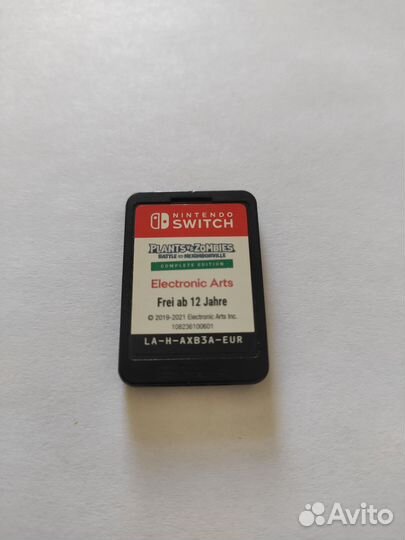 NINTENDO
SWITCH
PLANTS vs. ZOMBIES
BATTLE FOR NEIGHBORVILLE
COMPLETE EDITION
Electronic Arts
Frei ab 12 Jahre
© 2019-2021 Electronic Arts Inc.
108236100601
LA-H-AXB3A-EUR
Avito